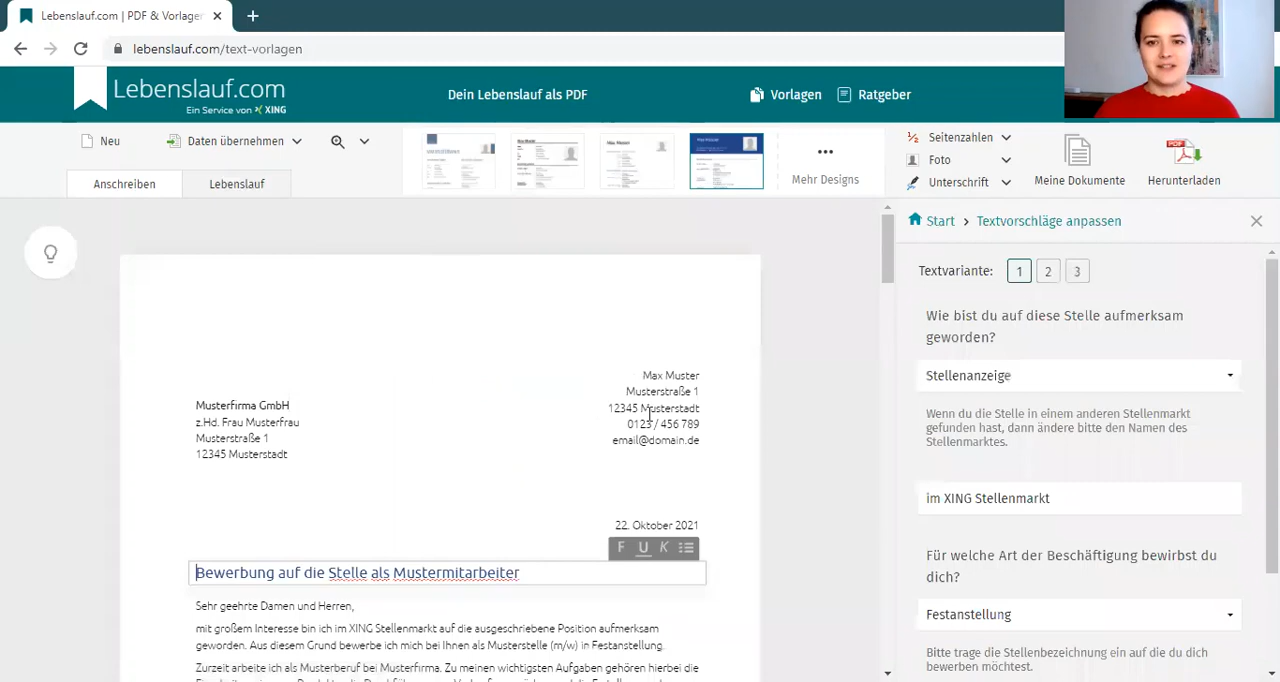 Lebenslauf.com | PDF & Vorlagen
lebenslauf.com/text-vorlagen
Lebenslauf.com
Ein Service von XING
Dein Lebenslauf als PDF
Vorlagen
Ratgeber
Neu
Daten übernehmen
Anschreiben
Lebenslauf
Mehr Designs
Seitenzahlen
Foto
Unterschrift
Meine Dokumente
PDF
Herunterladen
Start > Textvorschläge anpassen
Textvariante: 1 2 3
Wie bist du auf diese Stelle aufmerksam
geworden?
Stellenanzeige
Wenn du die Stelle in einem anderen Stellenmarkt
gefunden hast, dann ändere bitte den Namen des
Stellenmarktes.
im XING Stellenmarkt
Für welche Art der Beschäftigung bewirbst du
dich?
Festanstellung
Bitte trage die Stellenbezeichnung ein auf die du dich
bewerben möchtest.
Max Muster
Musterstraße 1
12345 Musterstadt
0123 / 456 789
email@domain.de
Musterfirma GmbH
z.Hd. Frau Musterfrau
Musterstraße 1
12345 Musterstadt
22. Oktober 2021
F U K
Bewerbung auf die Stelle als Mustermitarbeiter
Sehr geehrte Damen und Herren,
mit großem Interesse bin ich im XING Stellenmarkt auf die ausgeschriebene Position aufmerksam
geworden. Aus diesem Grund bewerbe ich mich bei Ihnen als Musterstelle (m/w) in Festanstellung.
Zurzeit arbeite ich als Musterberuf bei Musterfirma. Zu meinen wichtigsten Aufgaben gehören hierbei die